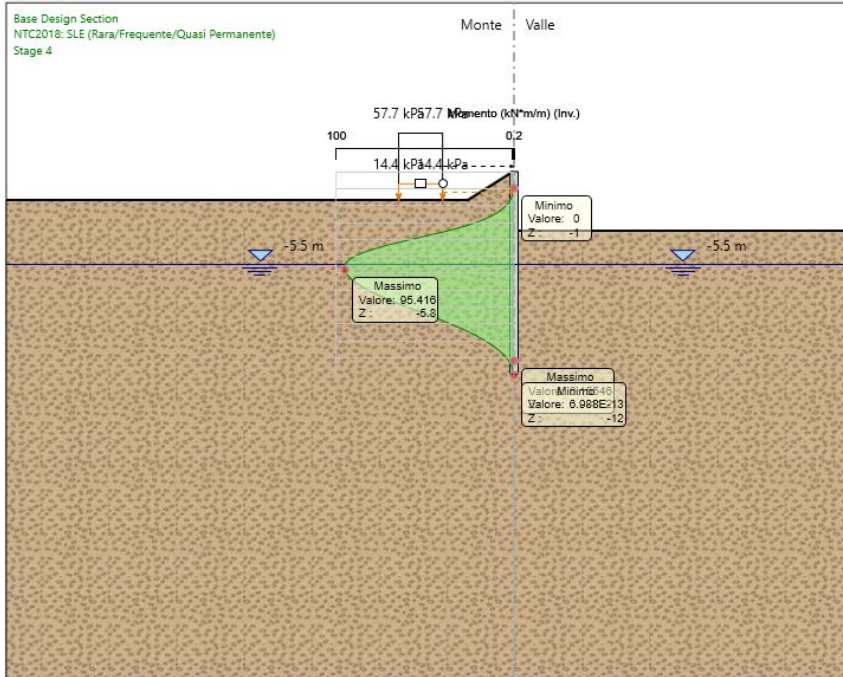 Base Design Section
NTC2018: SLE (Rara/Frequente/Quasi Permanente)
Stage 4
Monte
Valle
57.7 kPa
57.7 kPa
Momento (kN*m/m) (Inv.)
100
0.2
14.4 kPa
14.4 kPa
Minimo
Valore: 0
Z : -1
-5.5 m
-5.5 m
Massimo
Valore: 95.416
Z : -5.8
Massimo
Minimo
Valore: 6.988E-13
Z : -12